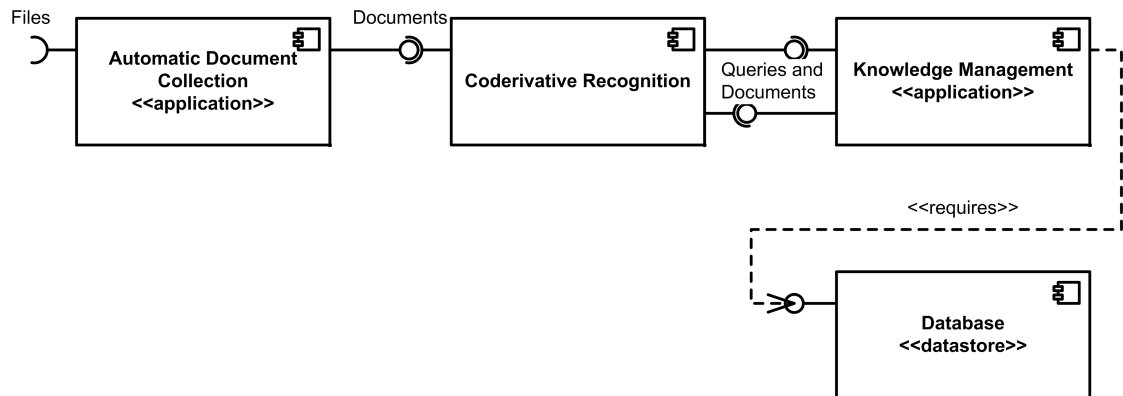 Files
Documents
Automatic Document
Collection
<<application>>
Coderivative Recognition
Queries and
Documents
Knowledge Management
<<application>>
<<requires>>
Database
<<datastore>>